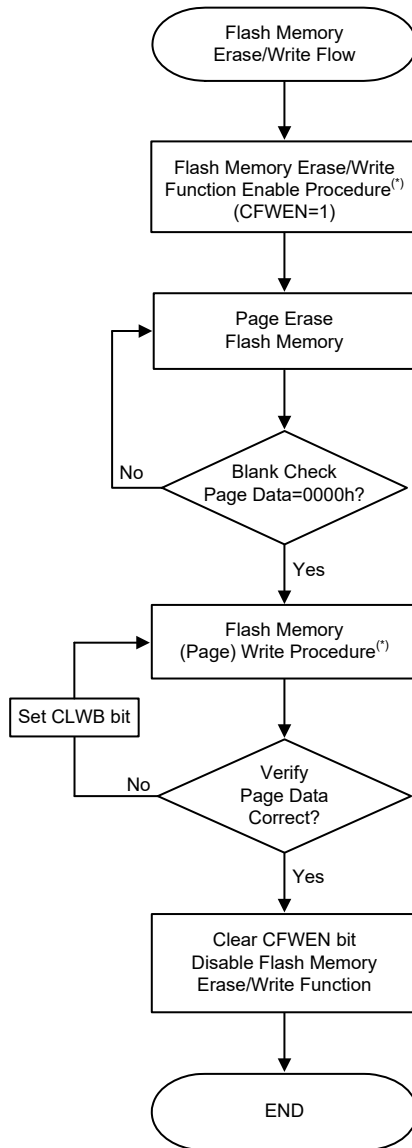 Flash Memory
Erase/Write Flow
Flash Memory Erase/Write
Function Enable Procedure(*)
(CFWEN=1)
Page Erase
Flash Memory
No
Blank Check
Page Data=0000h?
Yes
Flash Memory
(Page) Write Procedure(*)
Set CLWB bit
No
Verify
Page Data
Correct?
Yes
Clear CFWEN bit
Disable Flash Memory
Erase/Write Function
END